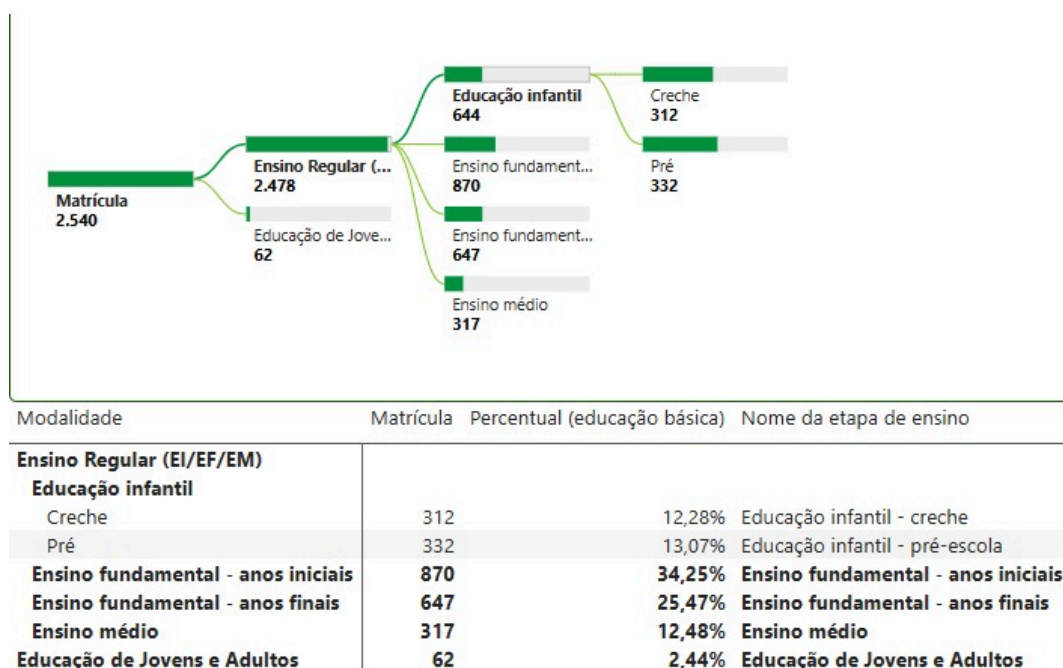 Educação infantil
644
Creche
312
Ensino Regular (...
2.478
Ensino fundament...
870
Pré
332
Matrícula
2.540
Educação de Jove...
62
Ensino fundament...
647
Ensino médio
317
Modalidade Matrícula Percentual (educação básica) Nome da etapa de ensino
Ensino Regular (EI/EF/EM)
Educação infantil
Creche 312 12,28% Educação infantil - creche
Pré 332 13,07% Educação infantil - pré-escola
Ensino fundamental - anos iniciais 870 34,25% Ensino fundamental - anos iniciais
Ensino fundamental - anos finais 647 25,47% Ensino fundamental - anos finais
Ensino médio 317 12,48% Ensino médio
Educação de Jovens e Adultos 62 2,44% Educação de Jovens e Adultos